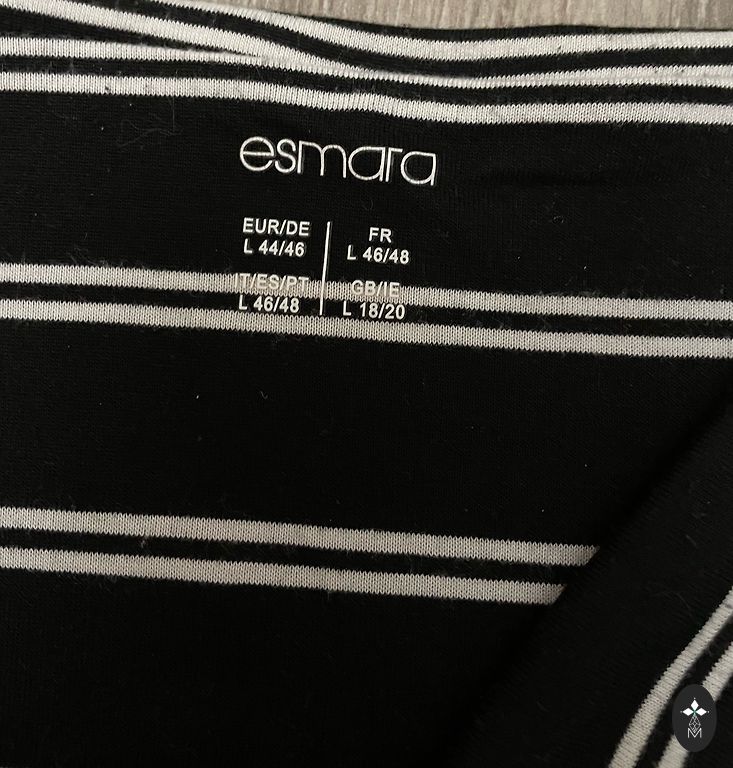 esmara
EUR/DE
L 44/46
FR
L 46/48
IT/ES/PT
L 46/48
GB/IE
L 18/20
M